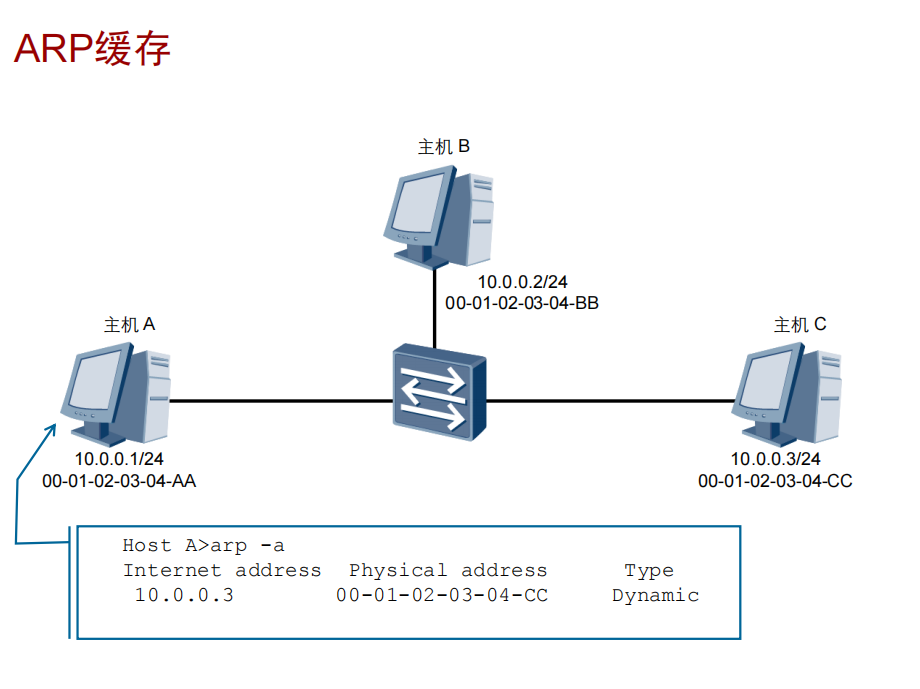 ARP缓存
主机 B
10.0.0.2/24
00-01-02-03-04-BB
主机 A
主机 C
10.0.0.1/24
00-01-02-03-04-AA
10.0.0.3/24
00-01-02-03-04-CC
Host A>arp -a
Internet address Physical address Type
10.0.0.3 00-01-02-03-04-CC Dynamic